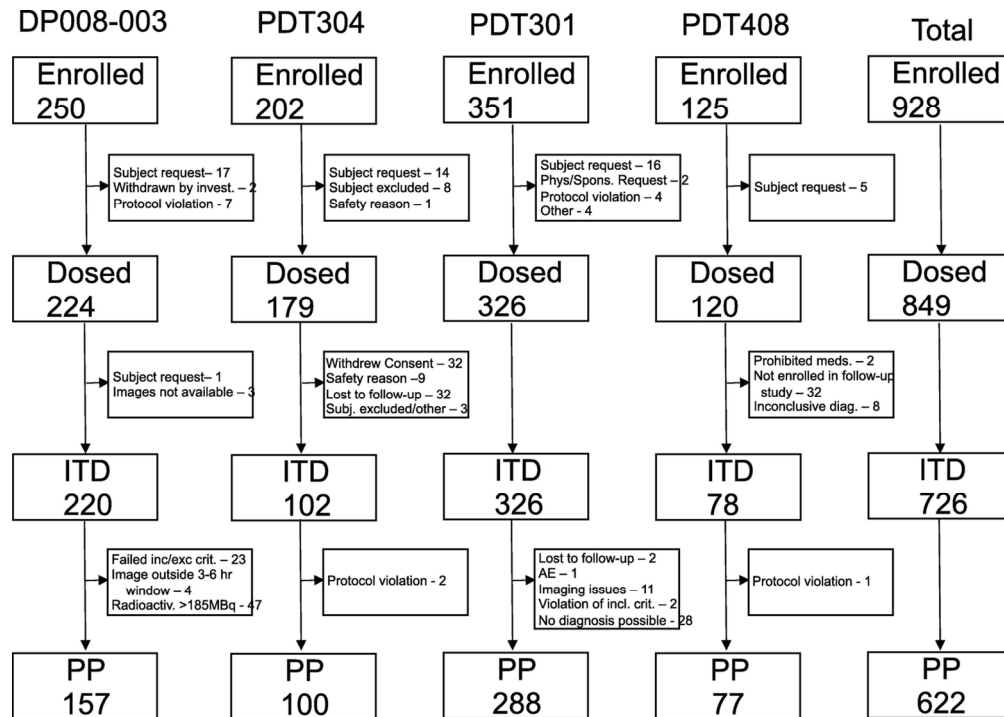 DP008-003
PDT304
PDT301
PDT408
Total
Enrolled
250
Enrolled
202
Enrolled
351
Enrolled
125
Enrolled
928
Subject request– 17
Withdrawn by invest. – 2
Protocol violation - 7
Subject request – 14
Subject excluded – 8
Safety reason – 1
Subject request – 16
Phys/Spons. Request – 2
Protocol violation – 4
Other - 4
Subject request – 5
Dosed
224
Dosed
179
Dosed
326
Dosed
120
Dosed
849
Subject request– 1
Images not available – 3
Withdrew Consent – 32
Safety reason –9
Lost to follow-up – 32
Subj. excluded/other – 3
Prohibited meds. – 2
Not enrolled in follow-up
study – 32
Inconclusive diag. – 8
ITD
220
ITD
102
ITD
326
ITD
78
ITD
726
Failed inc/exc crit. – 23
Image outside 3-6 hr
window – 4
Radioactiv. >185MBq - 47
Protocol violation - 2
Lost to follow-up – 2
AE – 1
Imaging issues – 11
Violation of incl. crit. – 2
No diagnosis possible - 28
Protocol violation - 1
PP
157
PP
100
PP
288
PP
77
PP
622